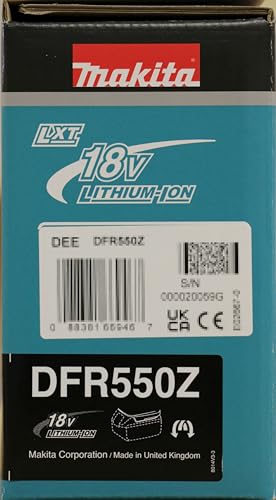 Makita
LXT
18V
LITHIUM-ION
DEE DFR550Z
S/N
000020059G
0 88381 66946 7
UK
CA
CE
DFR550Z
18V
LITHIUM-ION
Makita Corporation / Made in United Kingdom